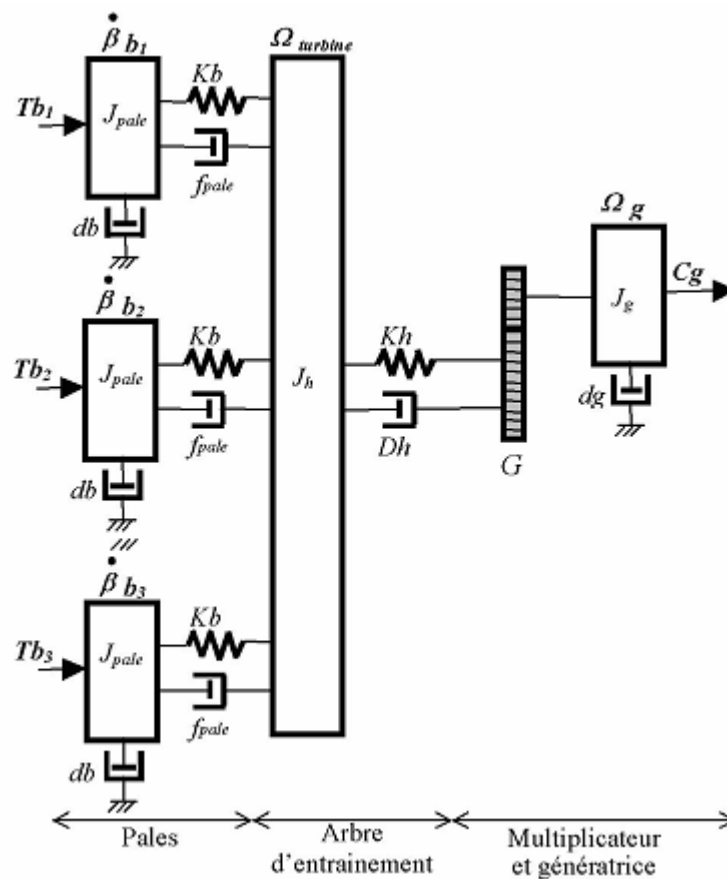 β̇ b₁
Ω turbine
Kb
Tb₁
J pale
f pale
db
β̇ b₂
Ω g
Kb
Kh
Cg
Tb₂
J pale
J h
J g
f pale
Dh
dg
G
db
β̇ b₃
Kb
Tb₃
J pale
f pale
db
Pales
Arbre
d'entrainement
Multiplicateur
et génératrice